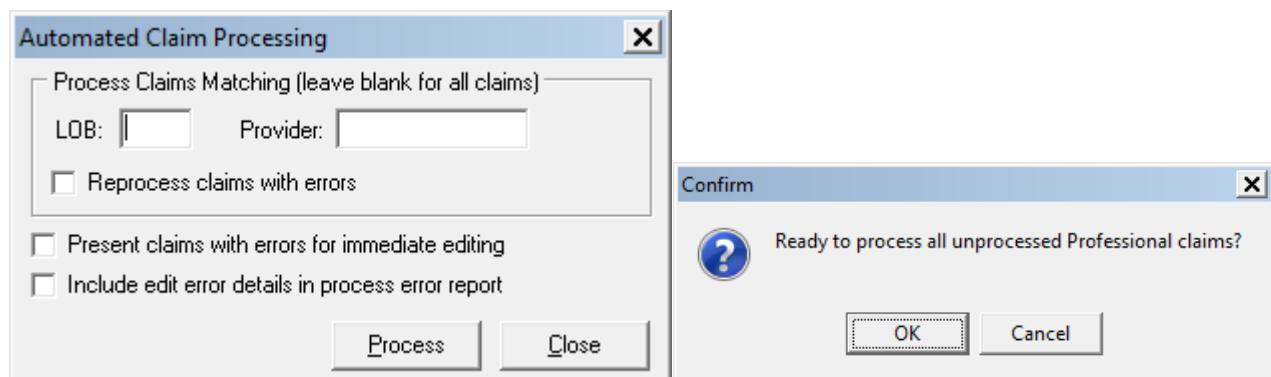 Automated Claim Processing
Process Claims Matching (leave blank for all claims)
LOB: Provider:
Reprocess claims with errors
Present claims with errors for immediate editing
Include edit error details in process error report
Process Close
Confirm
Ready to process all unprocessed Professional claims?
OK Cancel